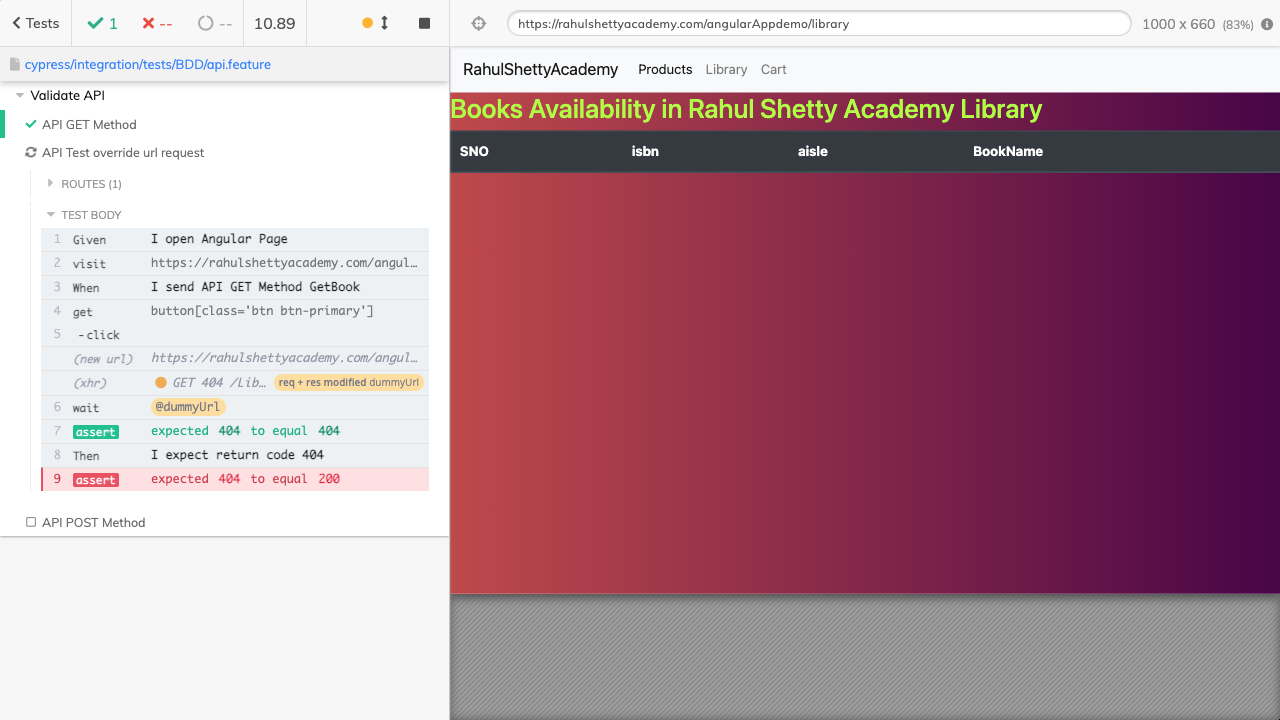 Tests 1 -- -- 10.89
cypress/integration/tests/BDD/api.feature
Validate API
API GET Method
API Test override url request
ROUTES (1)
TEST BODY
1 Given I open Angular Page
2 visit https://rahulshettyacademy.com/angul…
3 When I send API GET Method GetBook
4 get button[class='btn btn-primary']
5 -click
(new url) https://rahulshettyacademy.com/angul…
(xhr) GET 404 /Lib… req + res modified dummyUrl
6 wait @dummyUrl
7 assert expected 404 to equal 404
8 Then I expect return code 404
9 assert expected 404 to equal 200
API POST Method
https://rahulshettyacademy.com/angularAppdemo/library 1000 x 660 (83%)
RahulShettyAcademy Products Library Cart
Books Availability in Rahul Shetty Academy Library
SNO isbn aisle BookName